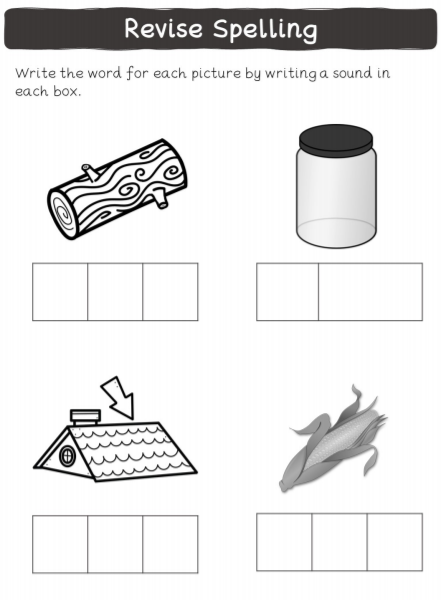 Revise Spelling
Write the word for each picture by writing a sound in
each box.